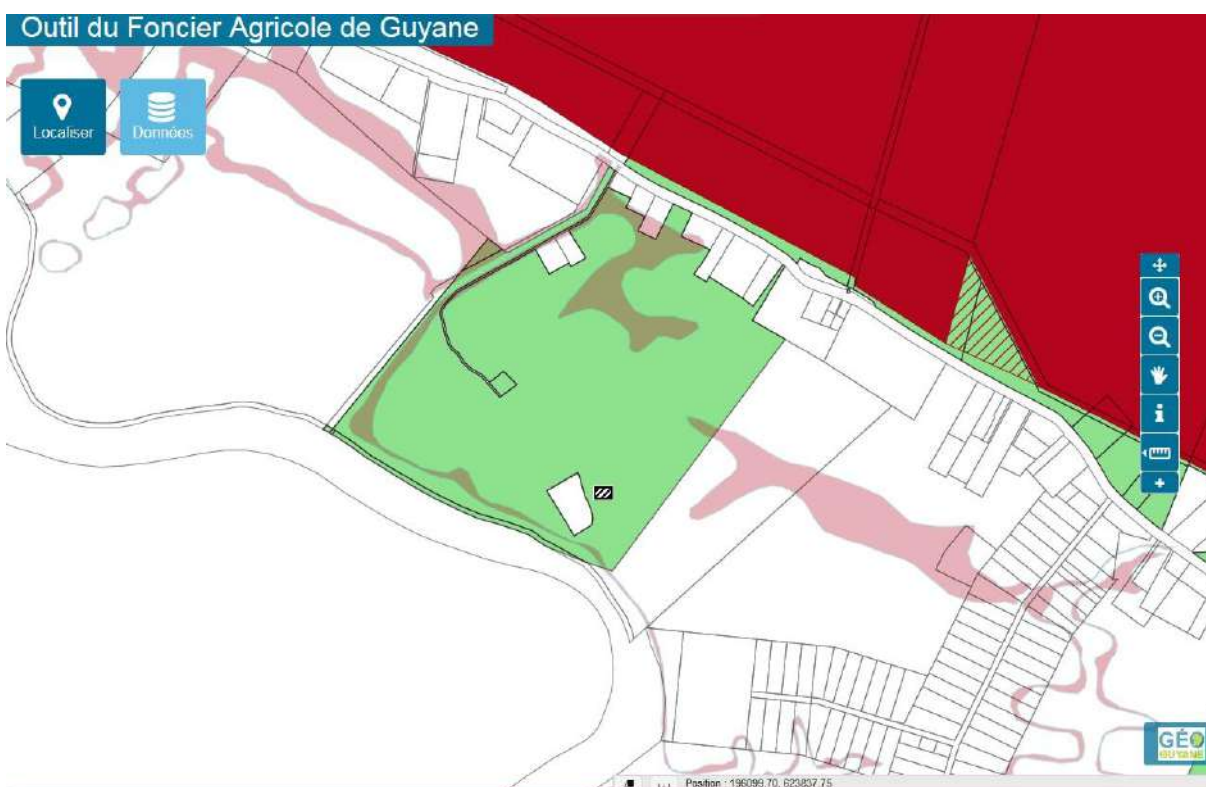 Outil du Foncier Agricole de Guyane
Localiser
Données
GÉO
GUYANE
Position : 196099.70, 623837.75